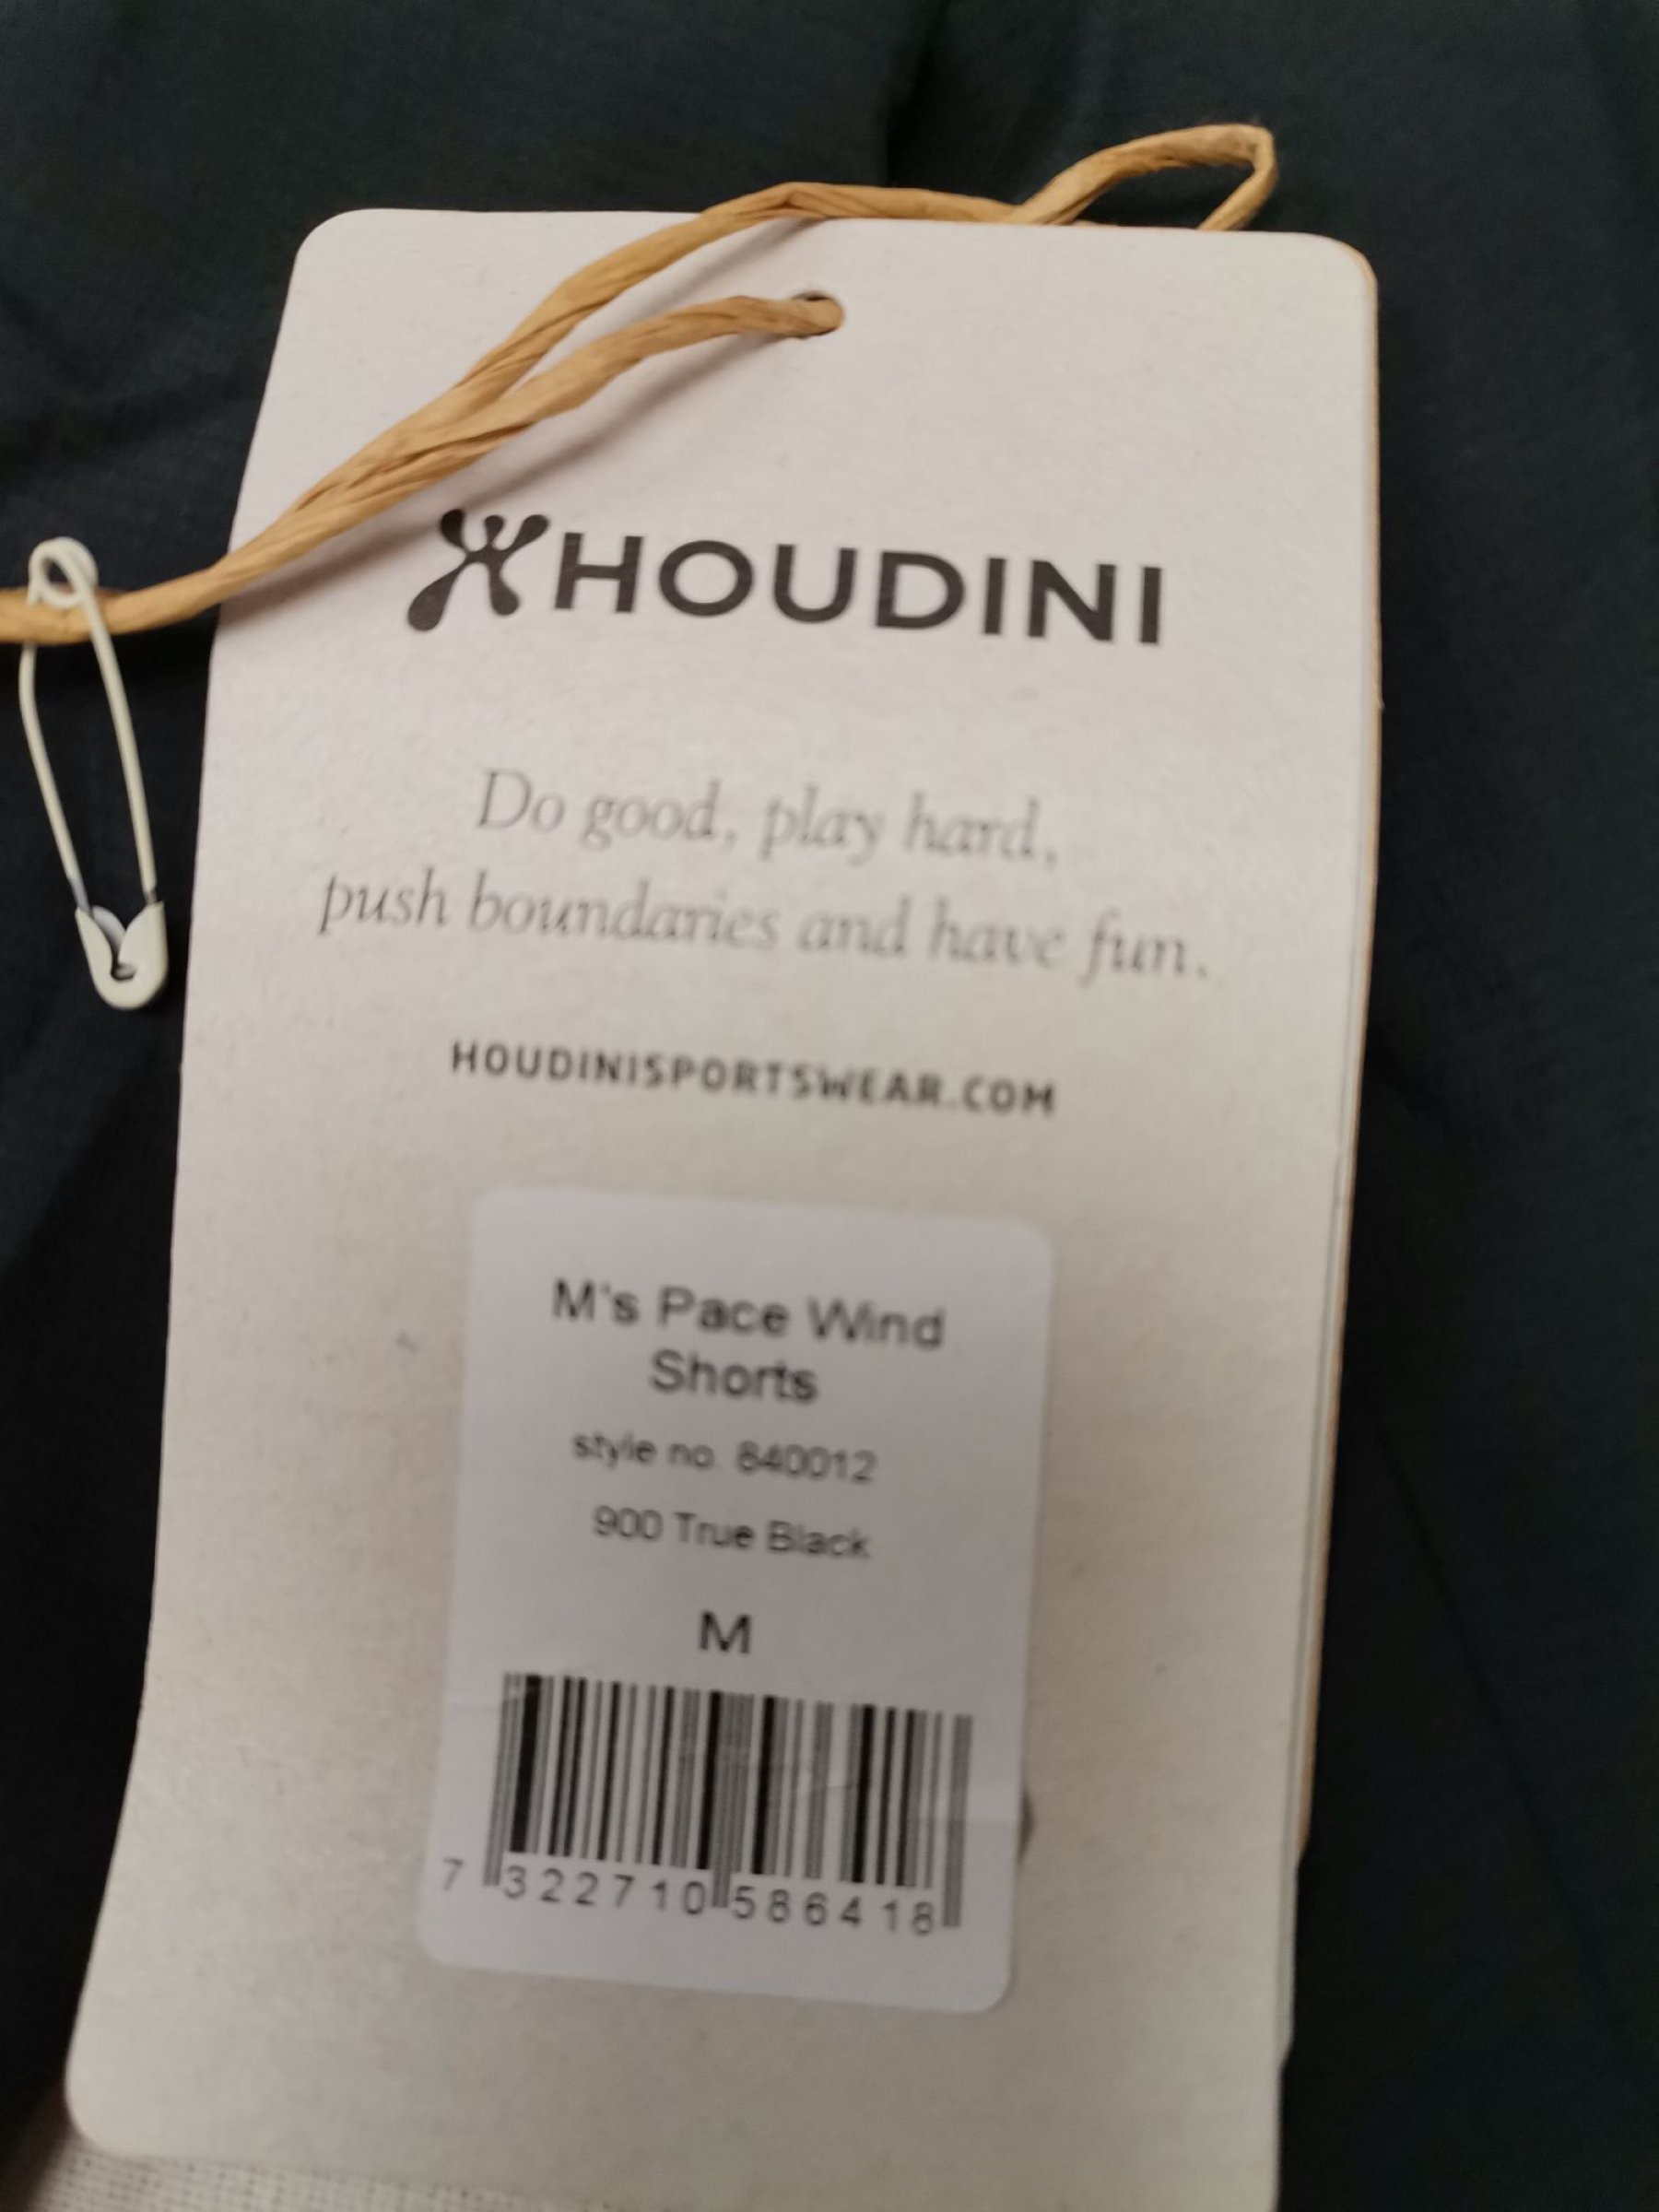 HOUDINI
Do good, play hard,
push boundaries and have fun.
HOUDINISPORTSWEAR.COM
M's Pace Wind
Shorts
style no. 840012
900 True Black
M
7 322710 586418